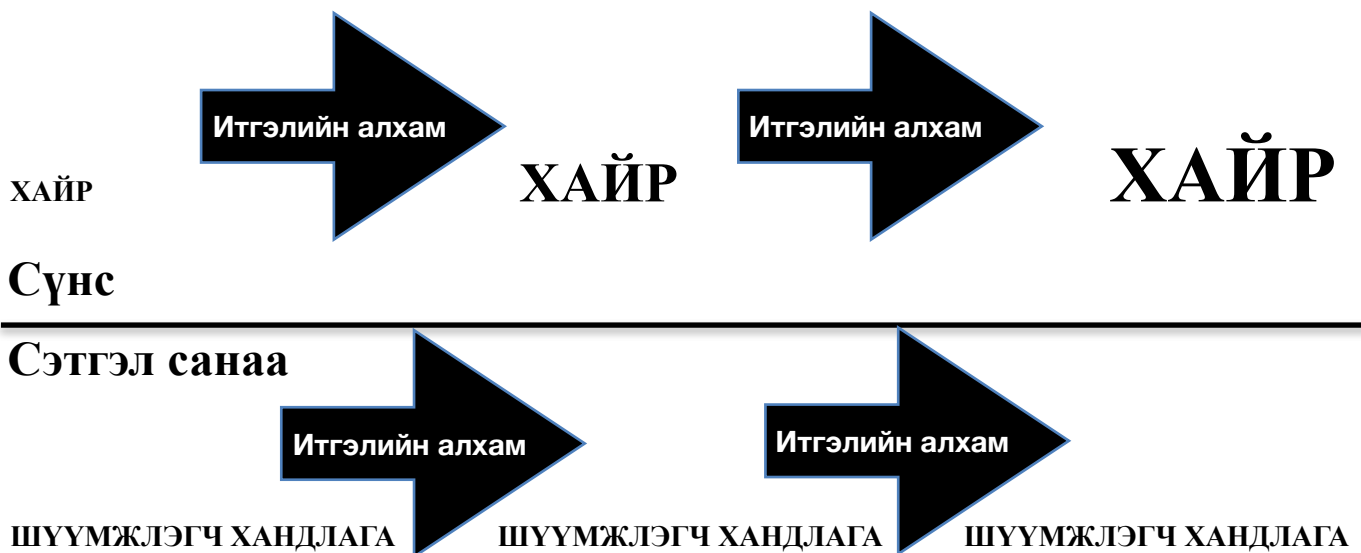 Итгэлийн алхам
Итгэлийн алхам
ХАЙР
ХАЙР
ХАЙР
Сүнс
Сэтгэл санаа
Итгэлийн алхам
Итгэлийн алхам
ШҮҮМЖЛЭГЧ ХАНДЛАГА
ШҮҮМЖЛЭГЧ ХАНДЛАГА
ШҮҮМЖЛЭГЧ ХАНДЛАГА